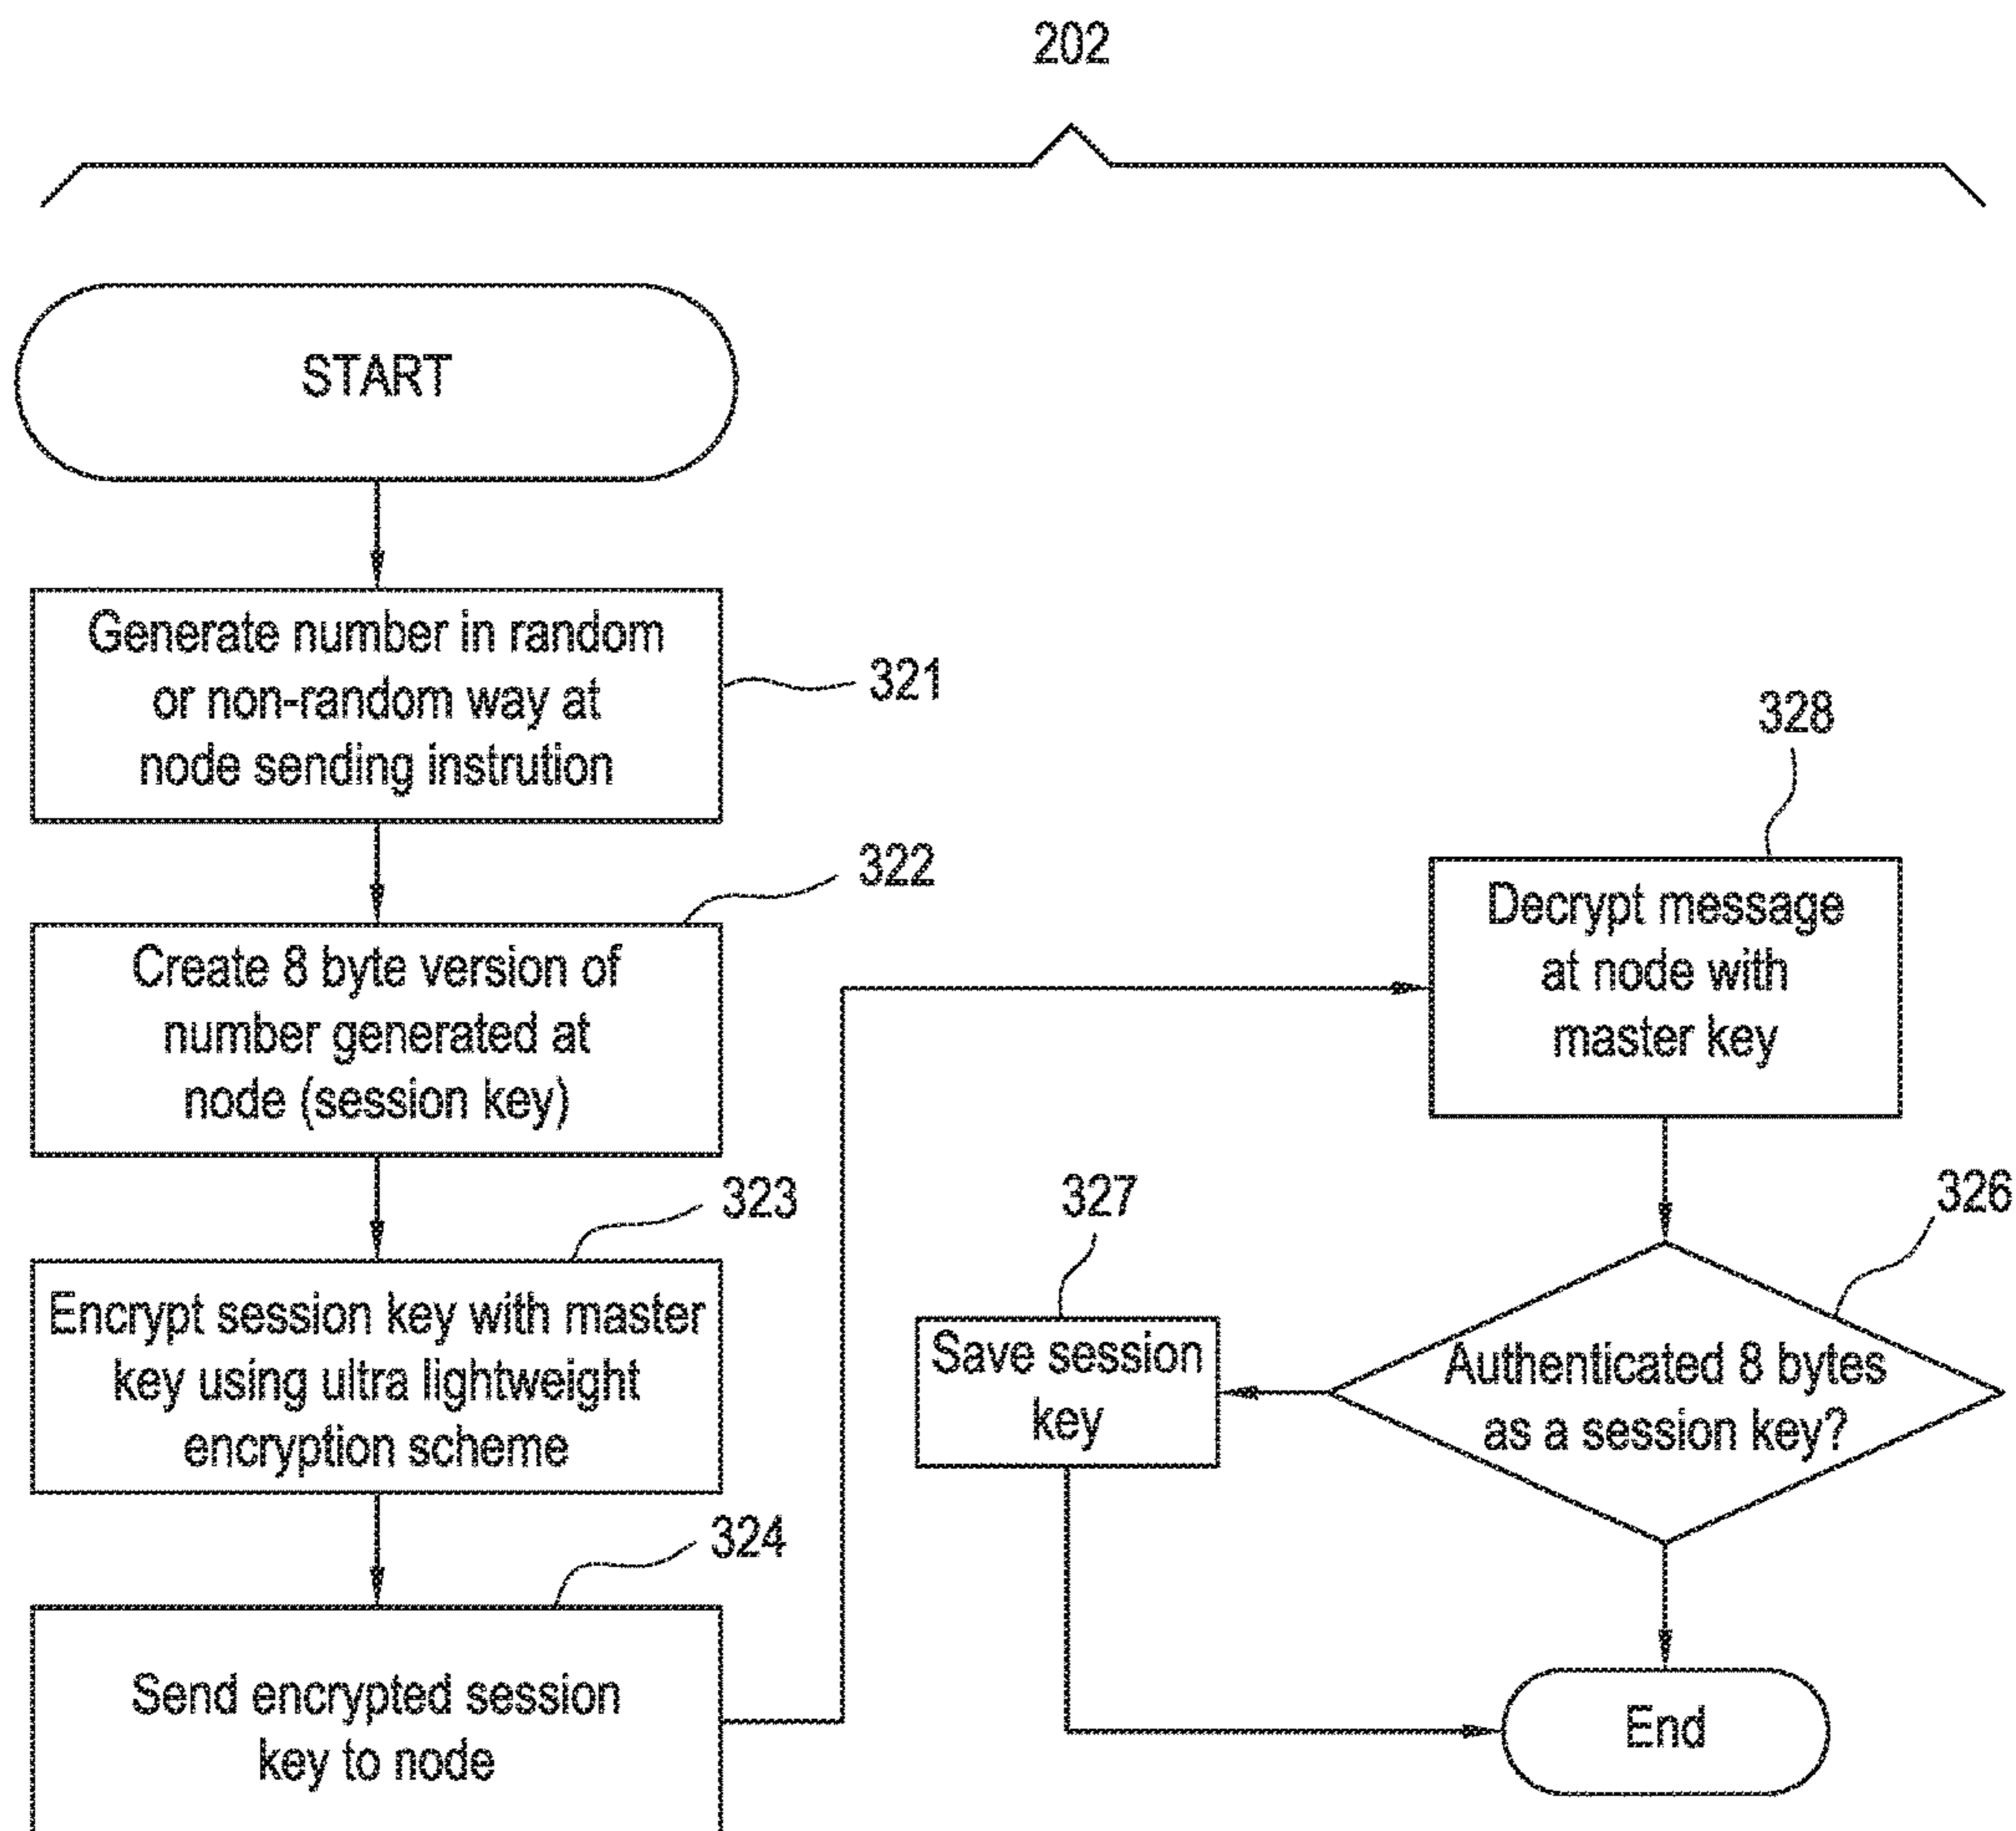 202
START
Generate number in random
or non-random way at
node sending instrution
321
Create 8 byte version of
number generated at
node (session key)
322
Encrypt session key with master
key using ultra lightweight
encryption scheme
323
Send encrypted session
key to node
324
Decrypt message
at node with
master key
328
Authenticated 8 bytes
as a session key?
326
Save session
key
327
End